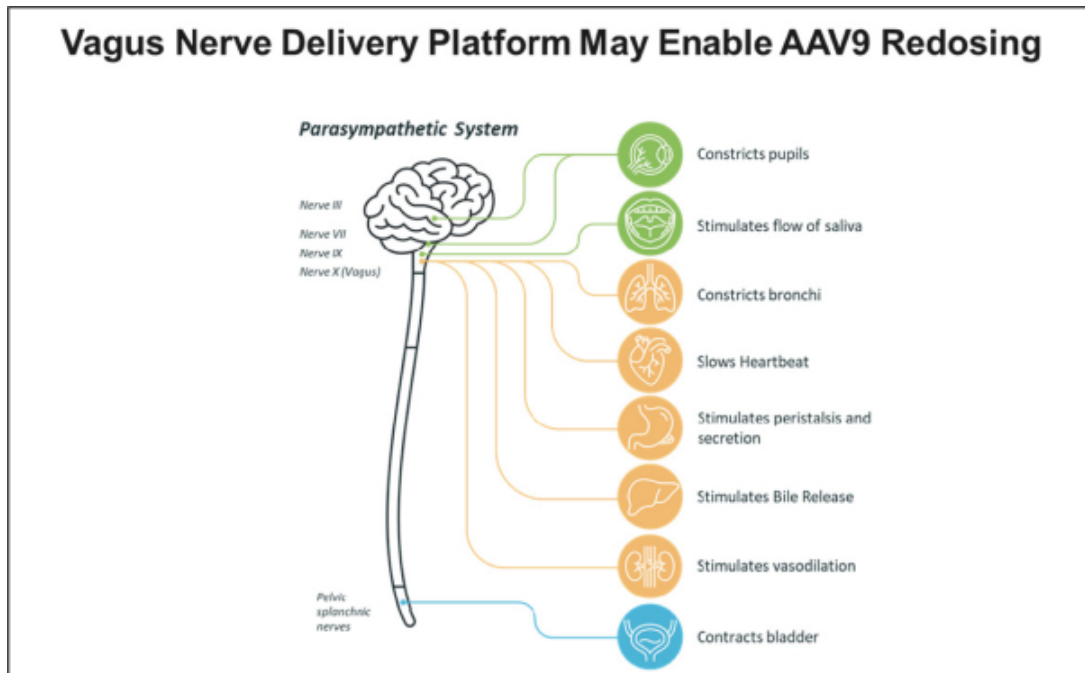 Vagus Nerve Delivery Platform May Enable AAV9 Redosing
Parasympathetic System
Nerve III
Nerve VII
Nerve IX
Nerve X (Vagus)
Pelvic
splanchnic
nerves
Constricts pupils
Stimulates flow of saliva
Constricts bronchi
Slows Heartbeat
Stimulates peristalsis and
secretion
Stimulates Bile Release
Stimulates vasodilation
Contracts bladder